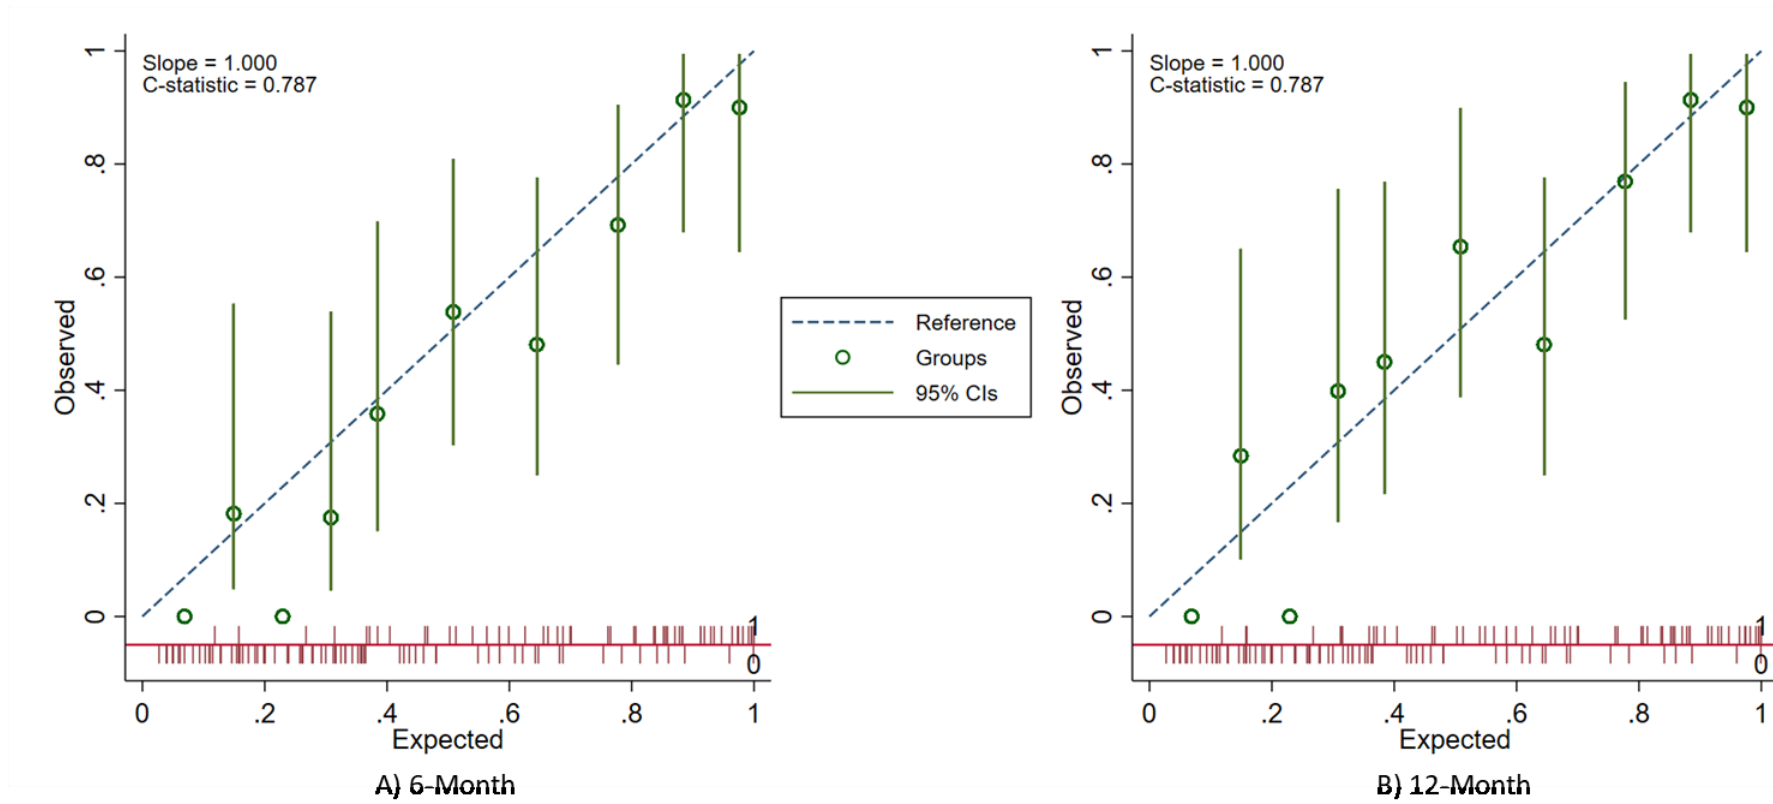 Slope = 1.000
C-statistic = 0.787
1
.8
.6
.4
.2
0
Observed
1
0
0
.2
.4
.6
.8
1
Expected
A) 6-Month
Reference
Groups
95% CIs
Slope = 1.000
C-statistic = 0.787
1
.8
.6
.4
.2
0
Observed
1
0
0
.2
.4
.6
.8
1
Expected
B) 12-Month